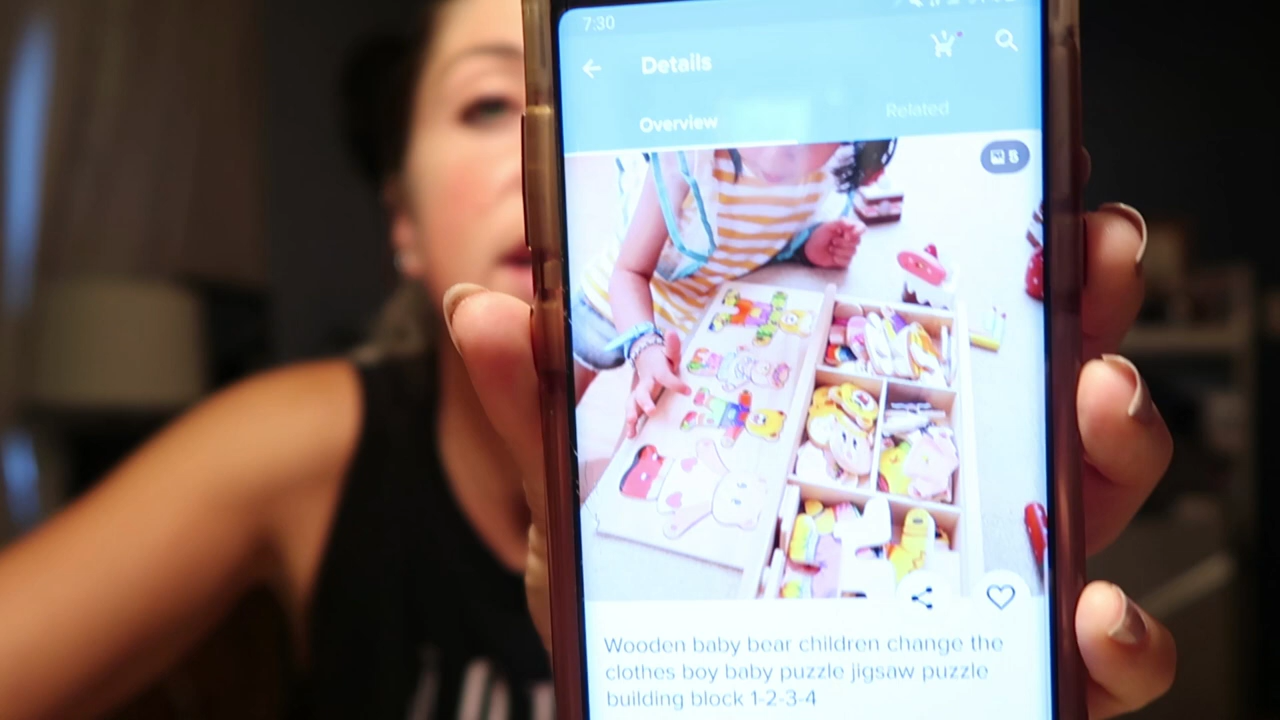 7:30
Details
Overview
Related
8
Wooden baby bear children change the
clothes boy baby puzzle jigsaw puzzle
building block 1-2-3-4